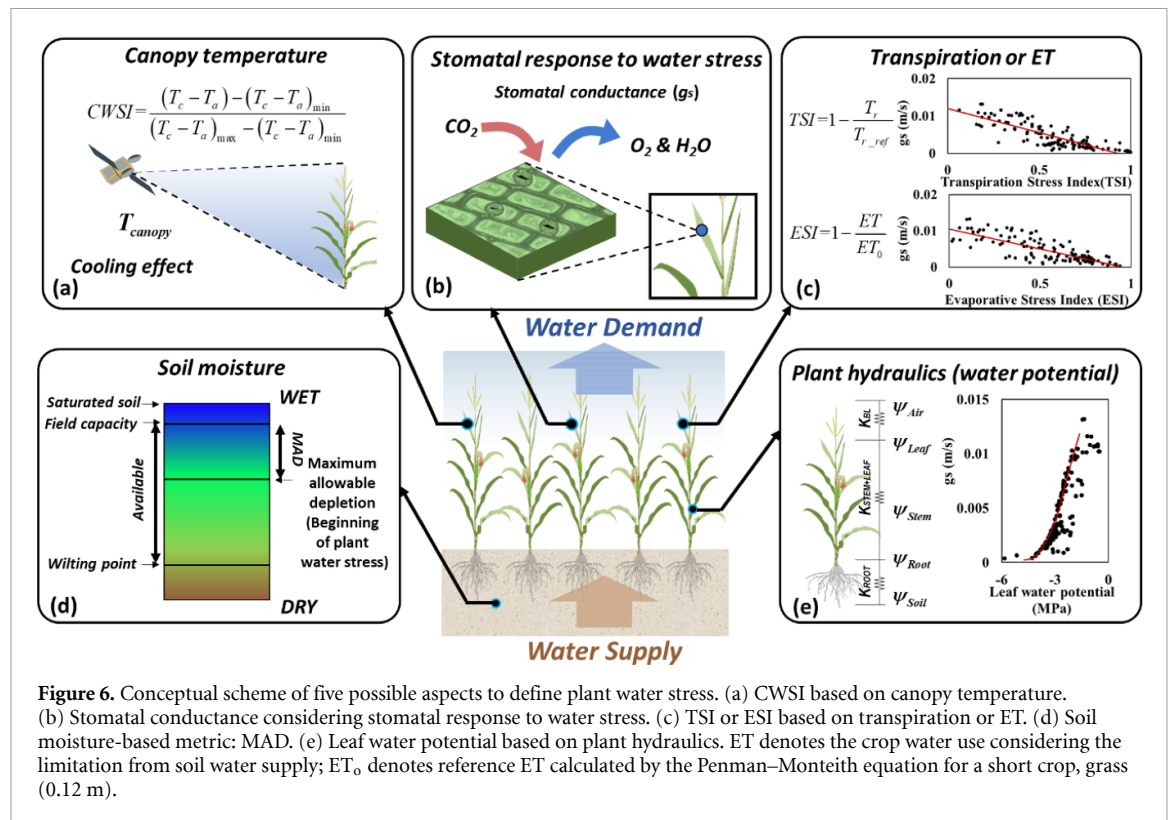 Canopy temperature
CWSI = (T_c − T_a) − (T_c − T_a)_min / (T_c − T_a)_max − (T_c − T_a)_min
T_canopy
Cooling effect
(a)
Stomatal response to water stress
Stomatal conductance (gs)
CO2
O2 & H2O
(b)
Transpiration or ET
TSI=1− T_r / T_r_ref
gs (m/s)
0.02
0.01
0
0
0.5
1
Transpiration Stress Index(TSI)
ESI=1− ET / ET_0
gs (m/s)
0.02
0.01
0
0
0.5
1
Evaporative Stress Index (ESI)
(c)
Water Demand
Soil moisture
Saturated soil
Field capacity
Available
Wilting point
WET
MAD
Maximum
allowable
depletion
(Beginning
of plant
water stress)
DRY
(d)
Water Supply
Plant hydraulics (water potential)
K_BL
K_STEM+LEAF
K_ROOT
ψ_Air
ψ_Leaf
ψ_Stem
ψ_Root
ψ_Soil
gs (m/s)
0.015
0.01
0.005
0
-6
-3
0
Leaf water potential
(MPa)
(e)
Figure 6. Conceptual scheme of five possible aspects to define plant water stress. (a) CWSI based on canopy temperature.
(b) Stomatal conductance considering stomatal response to water stress. (c) TSI or ESI based on transpiration or ET. (d) Soil
moisture-based metric: MAD. (e) Leaf water potential based on plant hydraulics. ET denotes the crop water use considering the
limitation from soil water supply; ETo denotes reference ET calculated by the Penman–Monteith equation for a short crop, grass
(0.12 m).